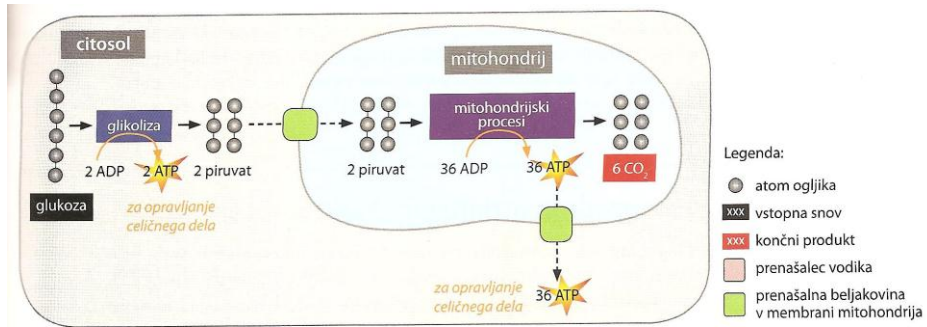 citosol
mitohondrij
glikoliza
mitohondrijski
procesi
2 ADP
2 ATP
2 piruvat
2 piruvat
36 ADP
36 ATP
6 CO₂
glukoza
za opravljanje
celičnega dela
za opravljanje
celičnega dela
36 ATP
Legenda:
atom ogljika
xxx vstopna snov
xxx končni produkt
prenašalec vodika
prenašalna beljakovina
v membrani mitohondrija